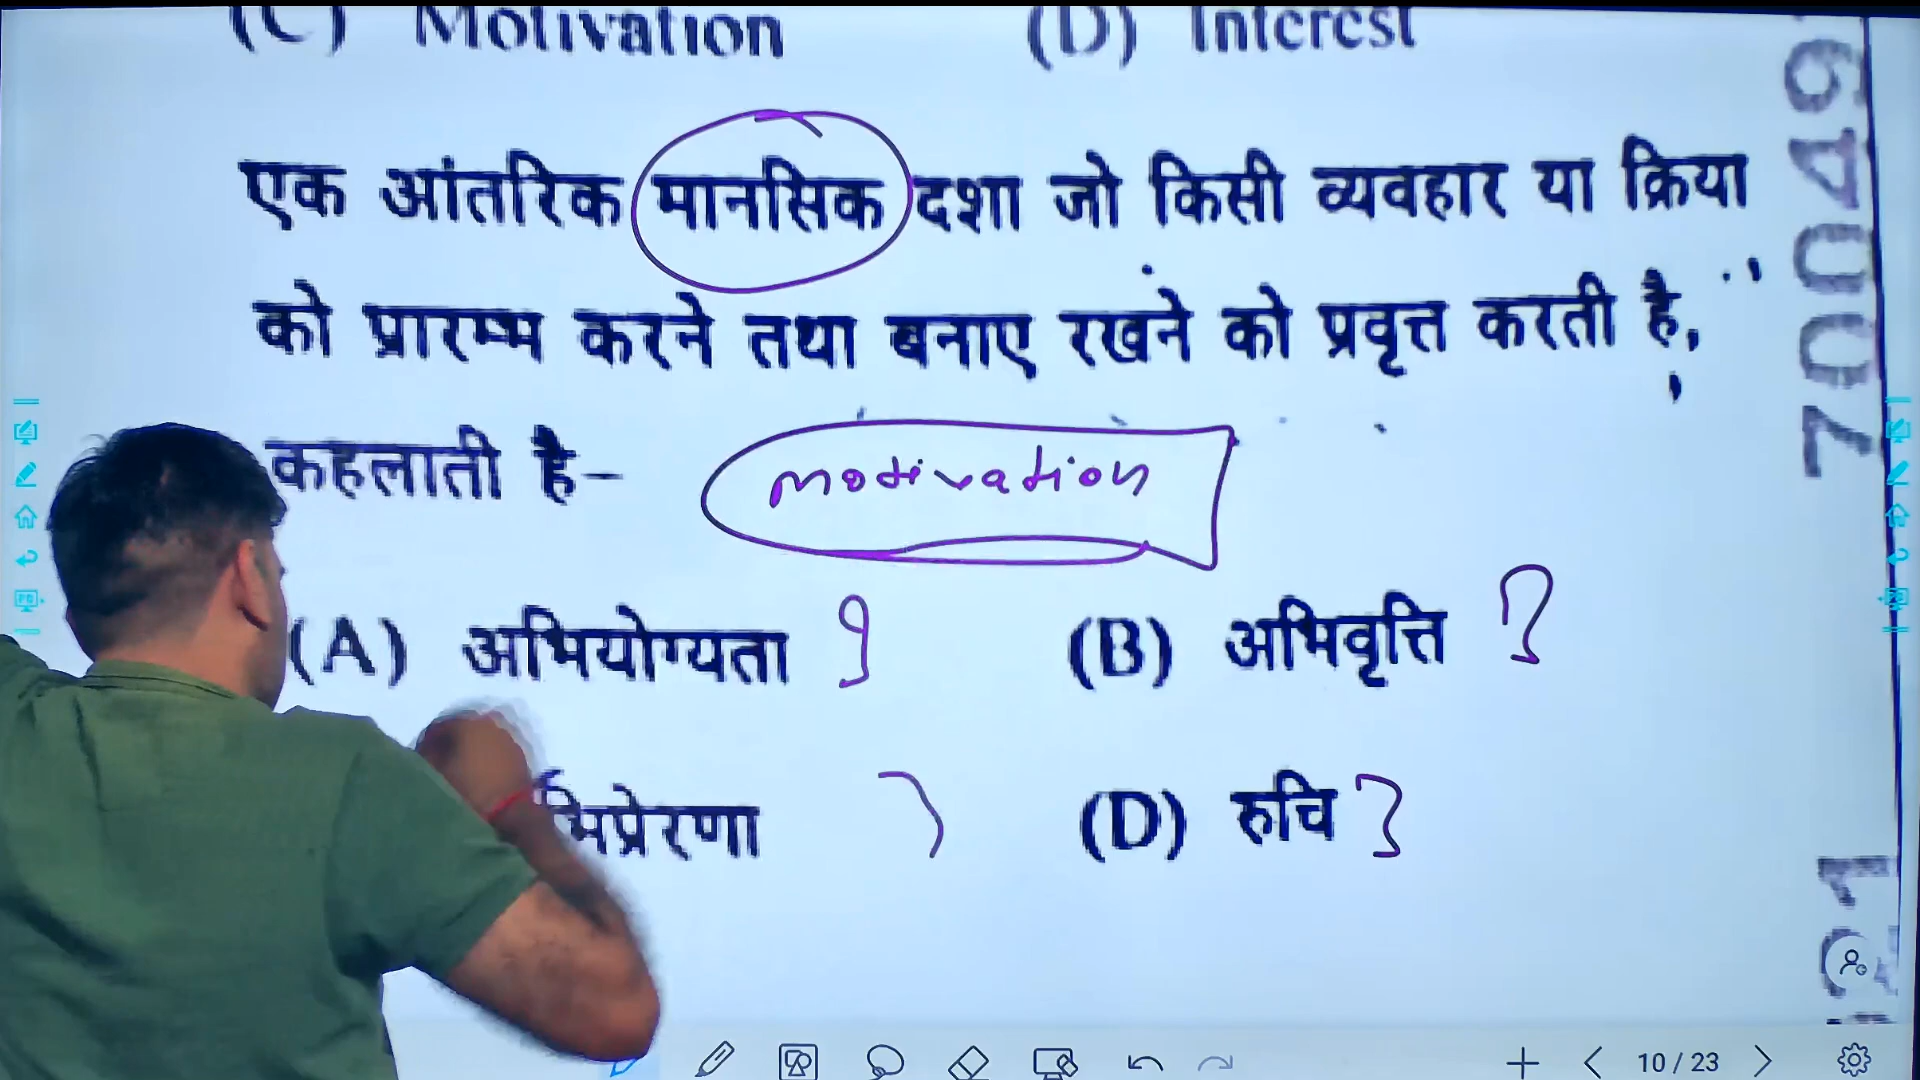 (C) Motivation (D) Interest
एक आंतरिक मानसिक दशा जो किसी व्यवहार या क्रिया
को प्रारम्भ करने तथा बनाए रखने को प्रवृत्त करती है,
कहलाती है– motivation
(A) अभियोग्यता (B) अभिवृत्ति
(D) रुचि
70049
10 / 23